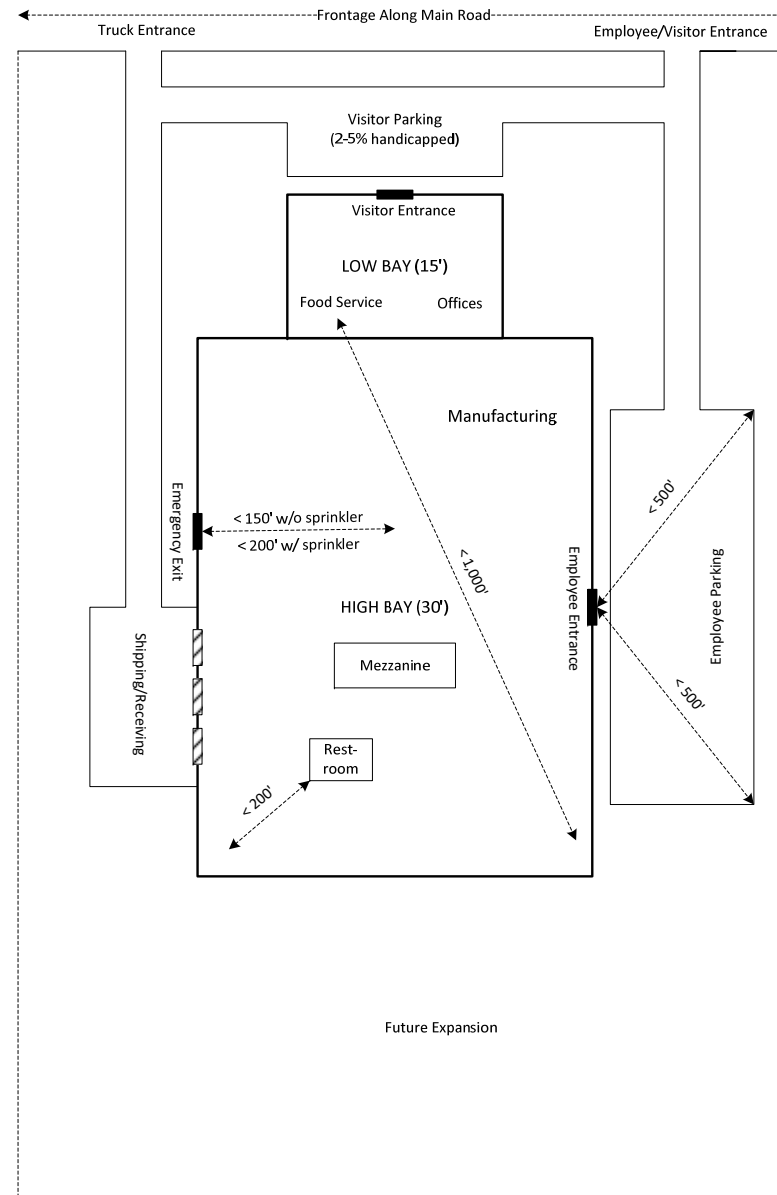 Frontage Along Main Road
Truck Entrance
Employee/Visitor Entrance
Visitor Parking
(2-5% handicapped)
Visitor Entrance
LOW BAY (15')
Food Service
Offices
Manufacturing
Emergency Exit
< 150' w/o sprinkler
< 200' w/ sprinkler
< 1,000'
< 500'
Employee Entrance
Employee Parking
HIGH BAY (30')
Shipping/Receiving
Mezzanine
< 500'
Rest-
room
< 200'
Future Expansion